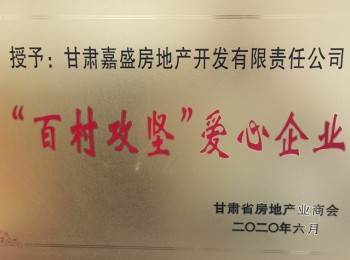 授予：甘肃嘉盛房地产开发有限责任公司
“百村攻坚”爱心企业
甘肃省房地产业商会
二〇二〇年六月